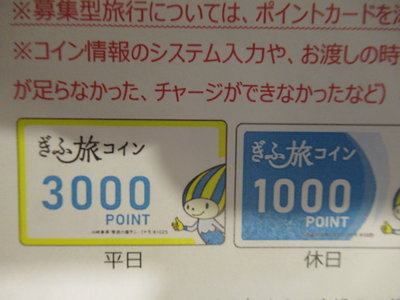 ※募集型旅行については、ポイントカードを
※コイン情報のシステム入力や、お渡しの時
が足らなかった、チャージができなかったなど）
ぎふ旅コイン
3000
POINT
平日
ぎふ旅コイン
1000
POINT
休日